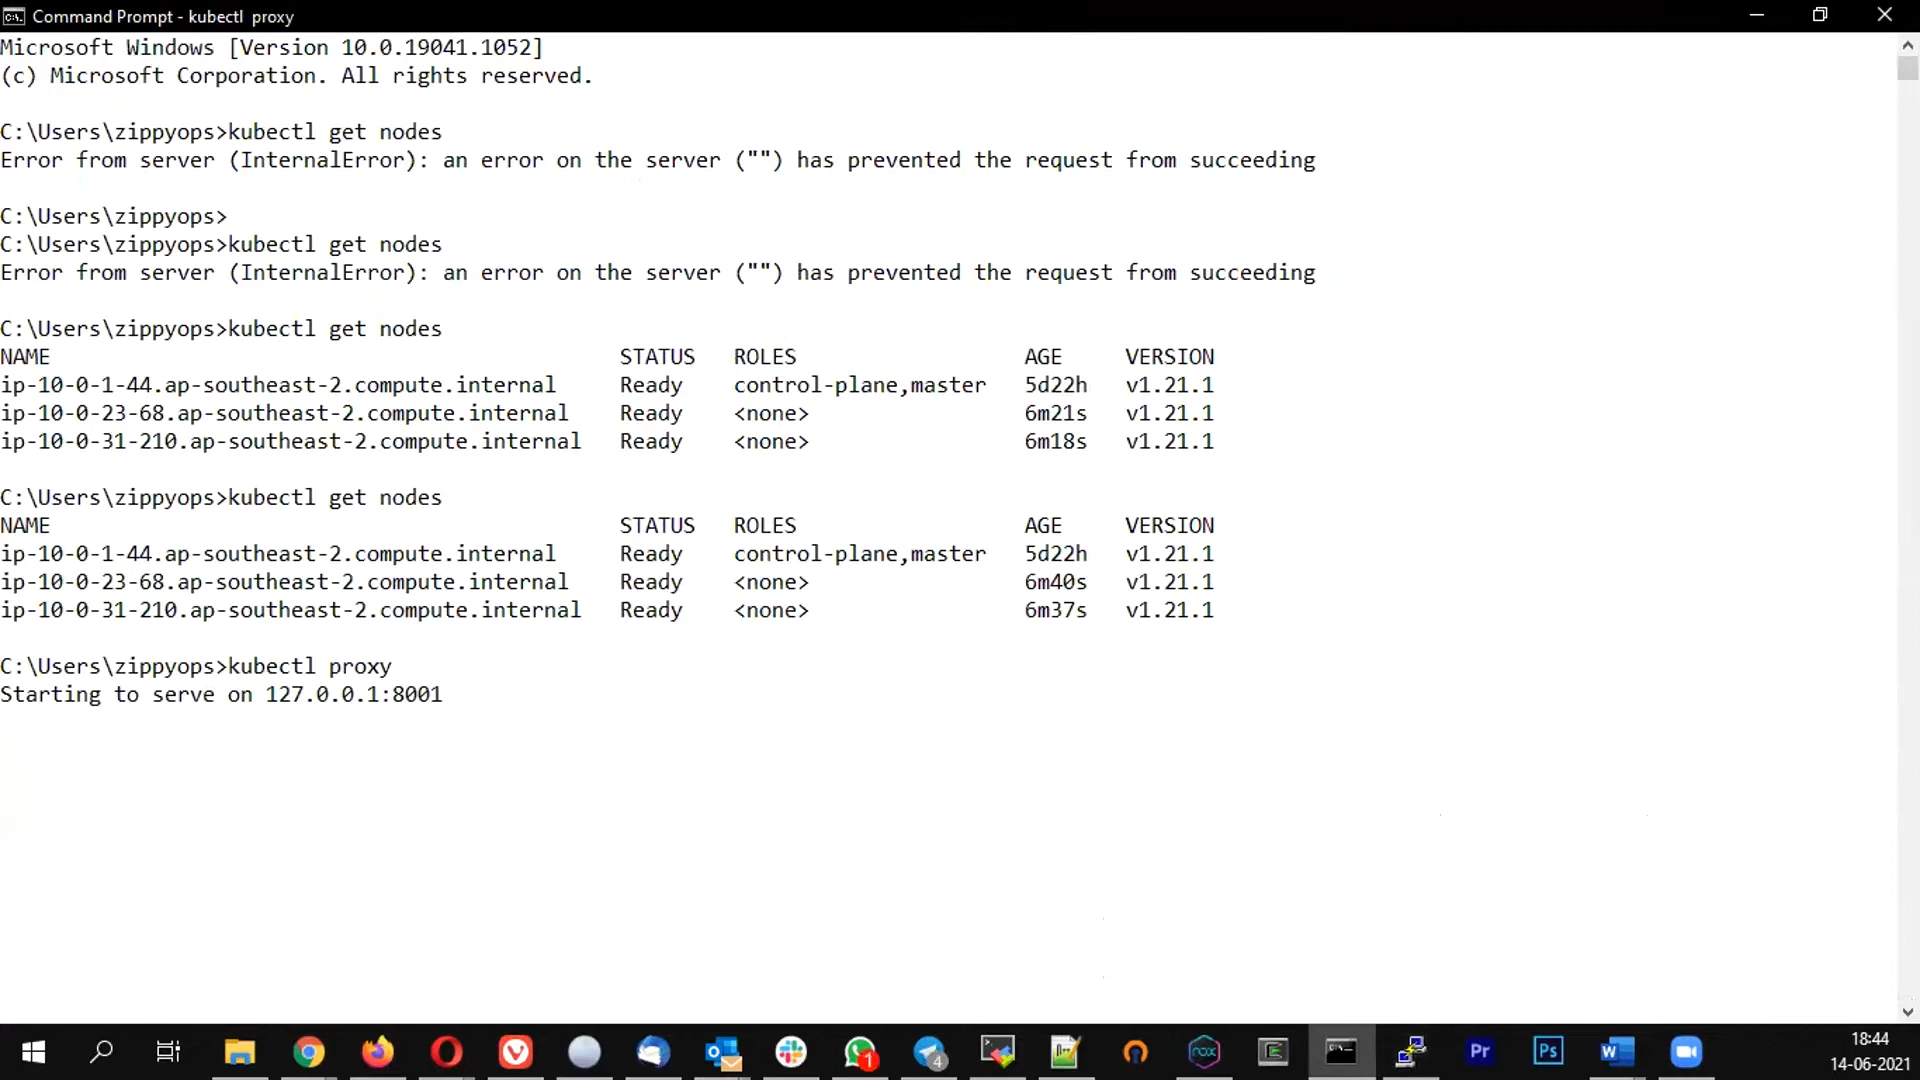 Command Prompt - kubectl  proxy
Microsoft Windows [Version 10.0.19041.1052]
(c) Microsoft Corporation. All rights reserved.
C:\Users\zippyops>kubectl get nodes
Error from server (InternalError): an error on the server ("") has prevented the request from succeeding
C:\Users\zippyops>
C:\Users\zippyops>kubectl get nodes
Error from server (InternalError): an error on the server ("") has prevented the request from succeeding
C:\Users\zippyops>kubectl get nodes
NAME STATUS ROLES AGE VERSION
ip-10-0-1-44.ap-southeast-2.compute.internal Ready control-plane,master 5d22h v1.21.1
ip-10-0-23-68.ap-southeast-2.compute.internal Ready <none> 6m21s v1.21.1
ip-10-0-31-210.ap-southeast-2.compute.internal Ready <none> 6m18s v1.21.1
C:\Users\zippyops>kubectl get nodes
NAME STATUS ROLES AGE VERSION
ip-10-0-1-44.ap-southeast-2.compute.internal Ready control-plane,master 5d22h v1.21.1
ip-10-0-23-68.ap-southeast-2.compute.internal Ready <none> 6m40s v1.21.1
ip-10-0-31-210.ap-southeast-2.compute.internal Ready <none> 6m37s v1.21.1
C:\Users\zippyops>kubectl proxy
Starting to serve on 127.0.0.1:8001
1
4
nox
Pr
Ps
W
18:44
14-06-2021